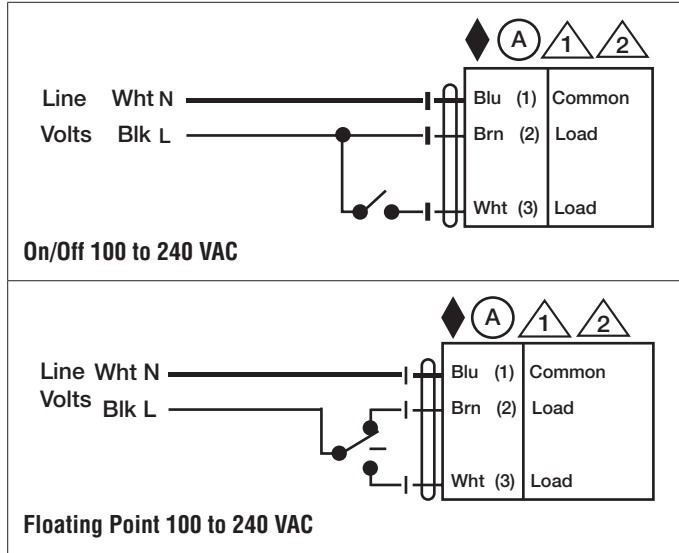 A 1 2
Line Wht N Blu (1) Common
Volts Blk L Brn (2) Load
Wht (3) Load
On/Off 100 to 240 VAC
A 1 2
Line Wht N Blu (1) Common
Volts Blk L Brn (2) Load
Wht (3) Load
Floating Point 100 to 240 VAC